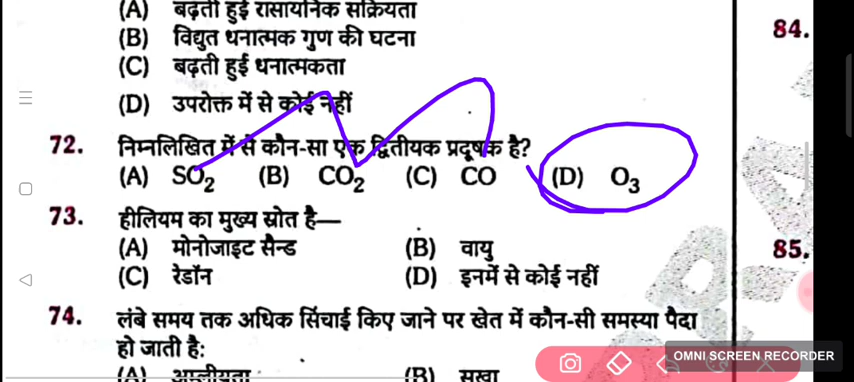 (A) बढ़ती हुई रासायनिक सक्रियता
(B) विद्युत धनात्मक गुण की घटना
(C) बढ़ती हुई धनात्मकता
(D) उपरोक्त में से कोई नहीं
72. निम्नलिखित में से कौन-सा एक द्वितीयक प्रदूषक है?
(A) SO2 (B) CO2 (C) CO (D) O3
73. हीलियम का मुख्य स्रोत है—
(A) मोनोजाइट सैन्ड (B) वायु
(C) रेडॉन (D) इनमें से कोई नहीं
74. लंबे समय तक अधिक सिंचाई किए जाने पर खेत में कौन-सी समस्या पैदा
हो जाती है:
(A) अम्लीयता (B) सूखा
84.
85.
OMNI SCREEN RECORDER